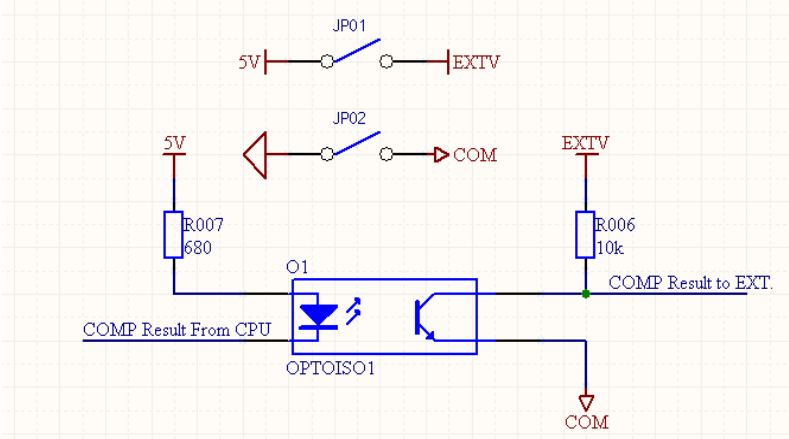 JP01
5V EXTV
JP02
COM
5V
EXTV
R007
680
R006
10k
O1
COMP Result to EXT.
COMP Result From CPU
OPTOISO1
COM